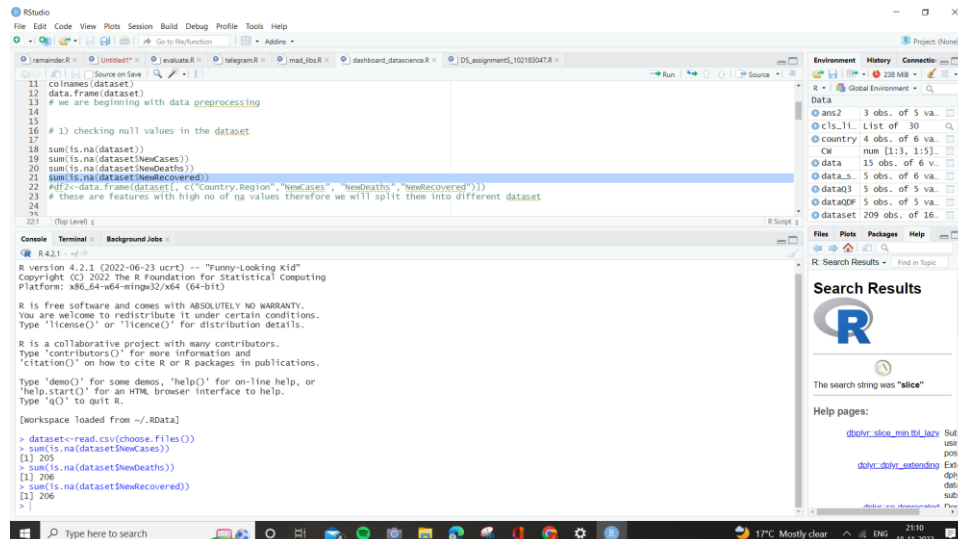 RStudio
File Edit Code View Plots Session Build Debug Profile Tools Help
Go to file/function Addins Project: (None)
remainder.R Untitled1* evaluate.R telegram.R mad_libs.R dashboard_datascience.R DS_assignment5_102183047.R
Source on Save Run Source
11 colnames(dataset)
12 data.frame(dataset)
13 # we are beginning with data preprocessing
14
15
16 # 1) checking null values in the dataset
17
18 sum(is.na(dataset))
19 sum(is.na(dataset$NewCases))
20 sum(is.na(dataset$NewDeaths))
21 sum(is.na(dataset$NewRecovered))
22 #df2<-data.frame(dataset[, c("Country.Region","NewCases", "NewDeaths","NewRecovered")])
23 # these are features with high no of na values therefore we will split them into different dataset
24
25
22:1 (Top Level) R Script
Console Terminal Background Jobs
R 4.2.1 · ~/
R version 4.2.1 (2022-06-23 ucrt) -- "Funny-Looking Kid"
Copyright (C) 2022 The R Foundation for Statistical Computing
Platform: x86_64-w64-mingw32/x64 (64-bit)
R is free software and comes with ABSOLUTELY NO WARRANTY.
You are welcome to redistribute it under certain conditions.
Type 'license()' or 'licence()' for distribution details.
R is a collaborative project with many contributors.
Type 'contributors()' for more information and
'citation()' on how to cite R or R packages in publications.
Type 'demo()' for some demos, 'help()' for on-line help, or
'help.start()' for an HTML browser interface to help.
Type 'q()' to quit R.
[Workspace loaded from ~/.RData]
> dataset<-read.csv(choose.files())
> sum(is.na(dataset$NewCases))
[1] 205
> sum(is.na(dataset$NewDeaths))
[1] 206
> sum(is.na(dataset$NewRecovered))
[1] 206
>
Environment History Connectio
238 MiB
R Global Environment
Data
ans2 3 obs. of 5 va…
cls_li… List of 30
country 4 obs. of 6 va…
CW num [1:3, 1:5]…
data 15 obs. of 6 v…
data_s… 5 obs. of 6 va…
dataQ3 5 obs. of 5 va…
dataQDF 5 obs. of 5 va…
dataset 209 obs. of 16…
Files Plots Packages Help
R: Search Results Find in Topic
Search Results
R
The search string was "slice"
Help pages:
dbplyr::slice_min.tbl_lazy Sub
usin
pos
dplyr::dplyr_extending Ext
dply
data
sub
Type here to search
17°C Mostly clear ENG
21:10
18-11-2022